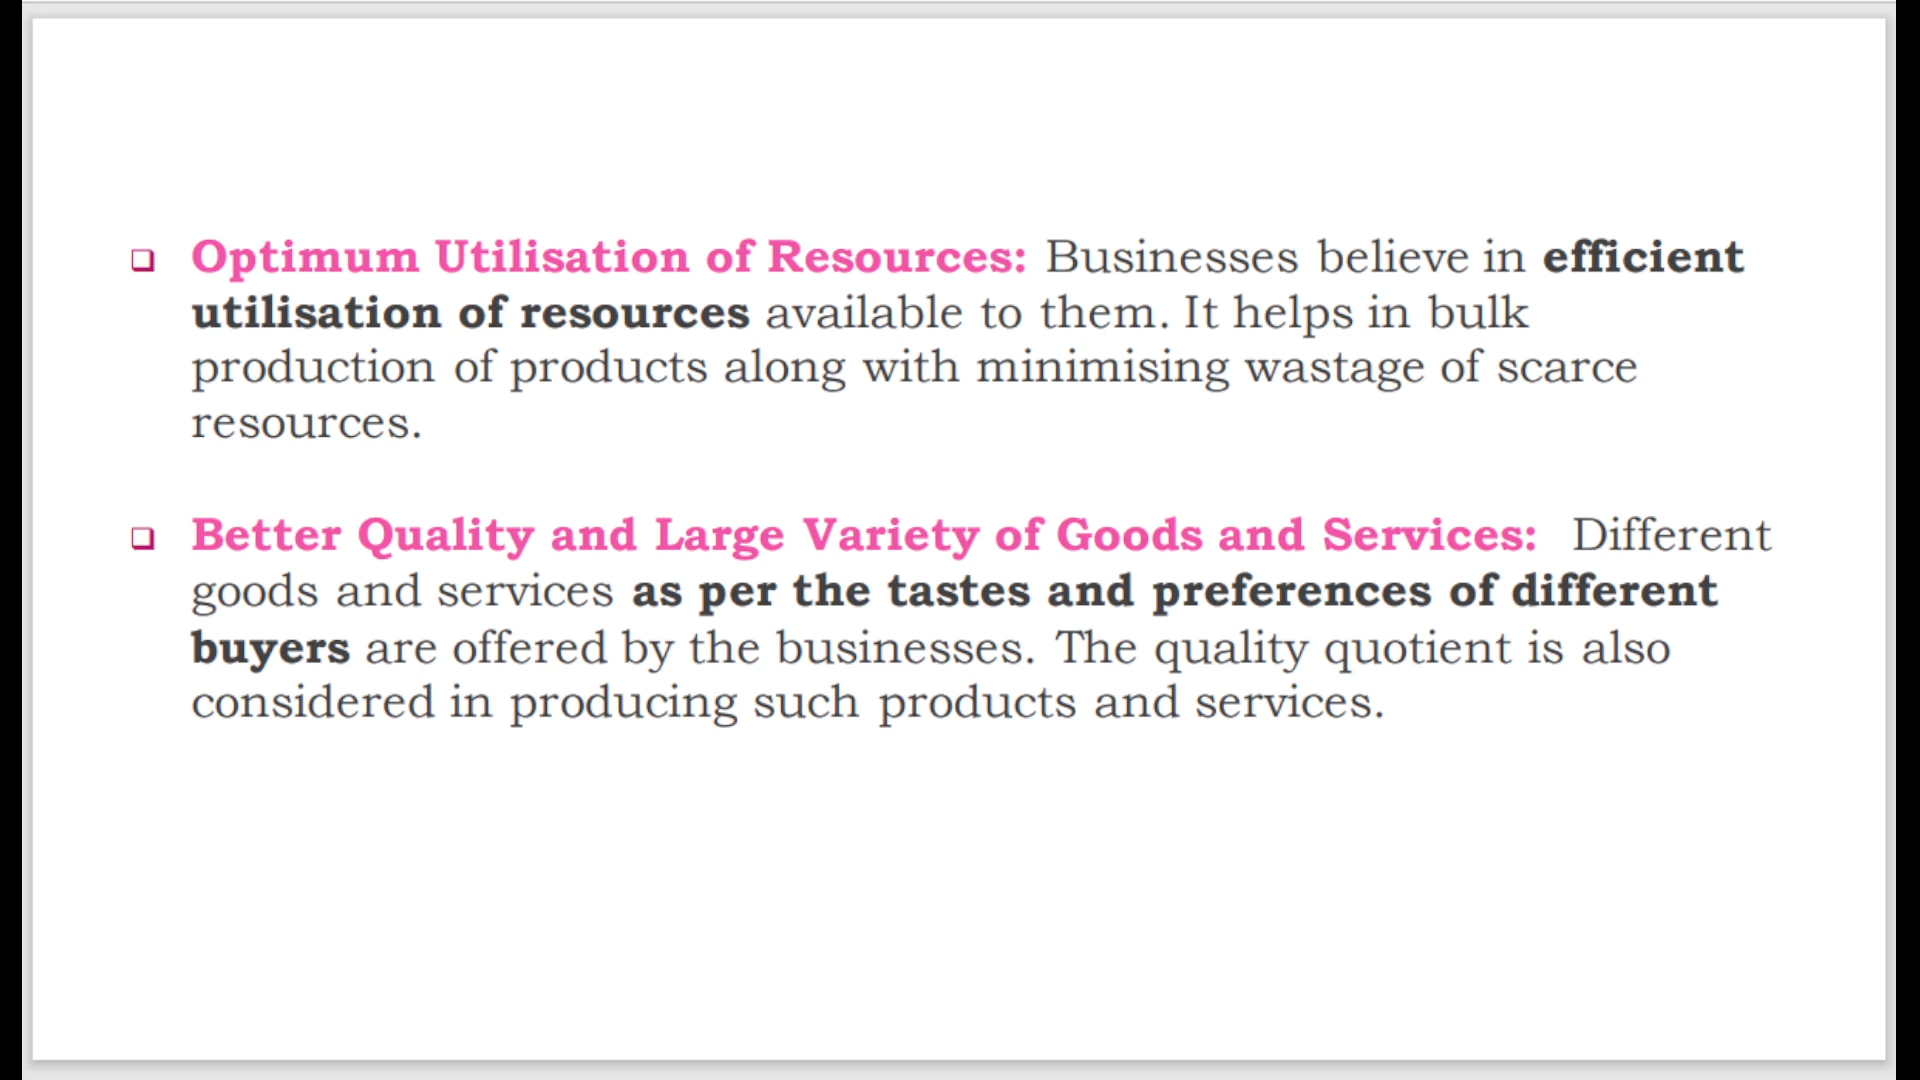 ❑ Optimum Utilisation of Resources: Businesses believe in efficient
utilisation of resources available to them. It helps in bulk
production of products along with minimising wastage of scarce
resources.
❑ Better Quality and Large Variety of Goods and Services: Different
goods and services as per the tastes and preferences of different
buyers are offered by the businesses. The quality quotient is also
considered in producing such products and services.